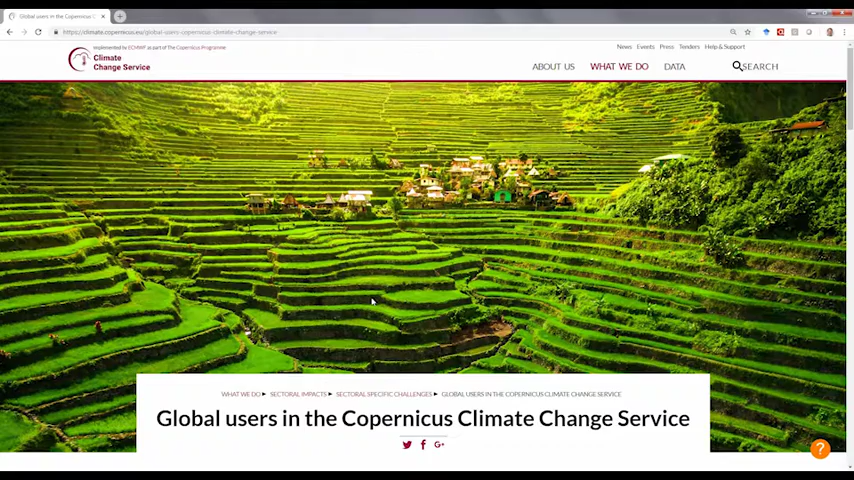 Global users in the Copernicus C
https://climate.copernicus.eu/global-users-copernicus-climate-change-service
Implemented by ECMWF as part of The Copernicus Programme
News Events Press Tenders Help & Support
Climate
Change Service
ABOUT US WHAT WE DO DATA SEARCH
WHAT WE DO ▶ SECTORAL IMPACTS ▶ SECTORAL SPECIFIC CHALLENGES ▶ GLOBAL USERS IN THE COPERNICUS CLIMATE CHANGE SERVICE
Global users in the Copernicus Climate Change Service
G+
?